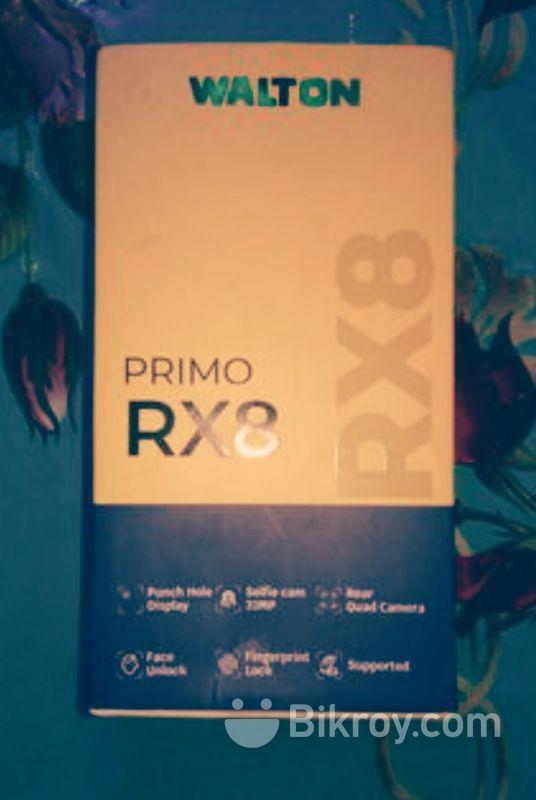 WALTON
RX8
PRIMO
RX8
Punch Hole
Display
Selfie cam
32MP
Rear
Quad Camera
Face
Unlock
Fingerprint
Lock
Supported
Bikroy.com